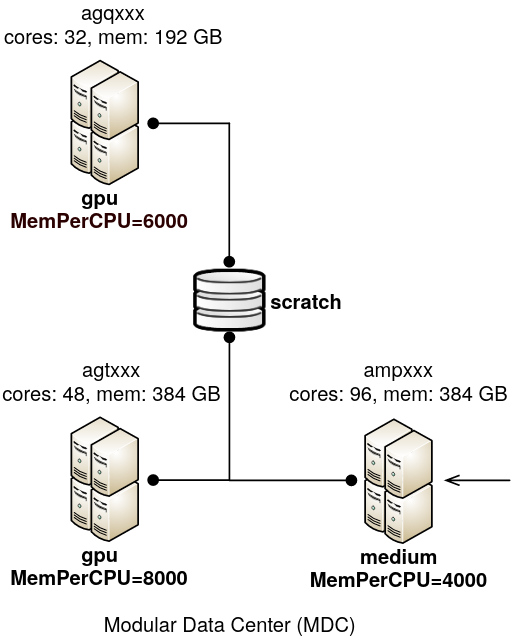 agqxxx
cores: 32, mem: 192 GB
gpu
MemPerCPU=6000
scratch
agtxxx
cores: 48, mem: 384 GB
gpu
MemPerCPU=8000
ampxxx
cores: 96, mem: 384 GB
medium
MemPerCPU=4000
Modular Data Center (MDC)